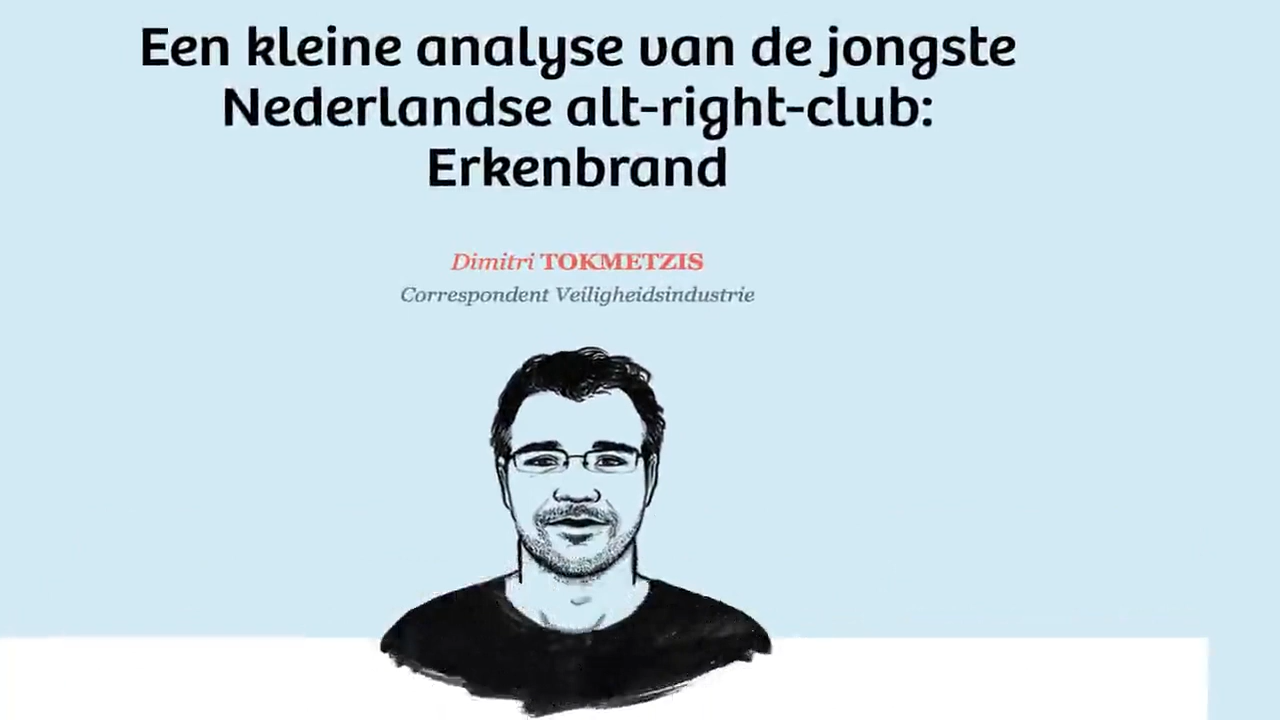 Een kleine analyse van de jongste
Nederlandse alt-right-club:
Erkenbrand
Dimitri TOKMETZIS
Correspondent Veiligheidsindustrie